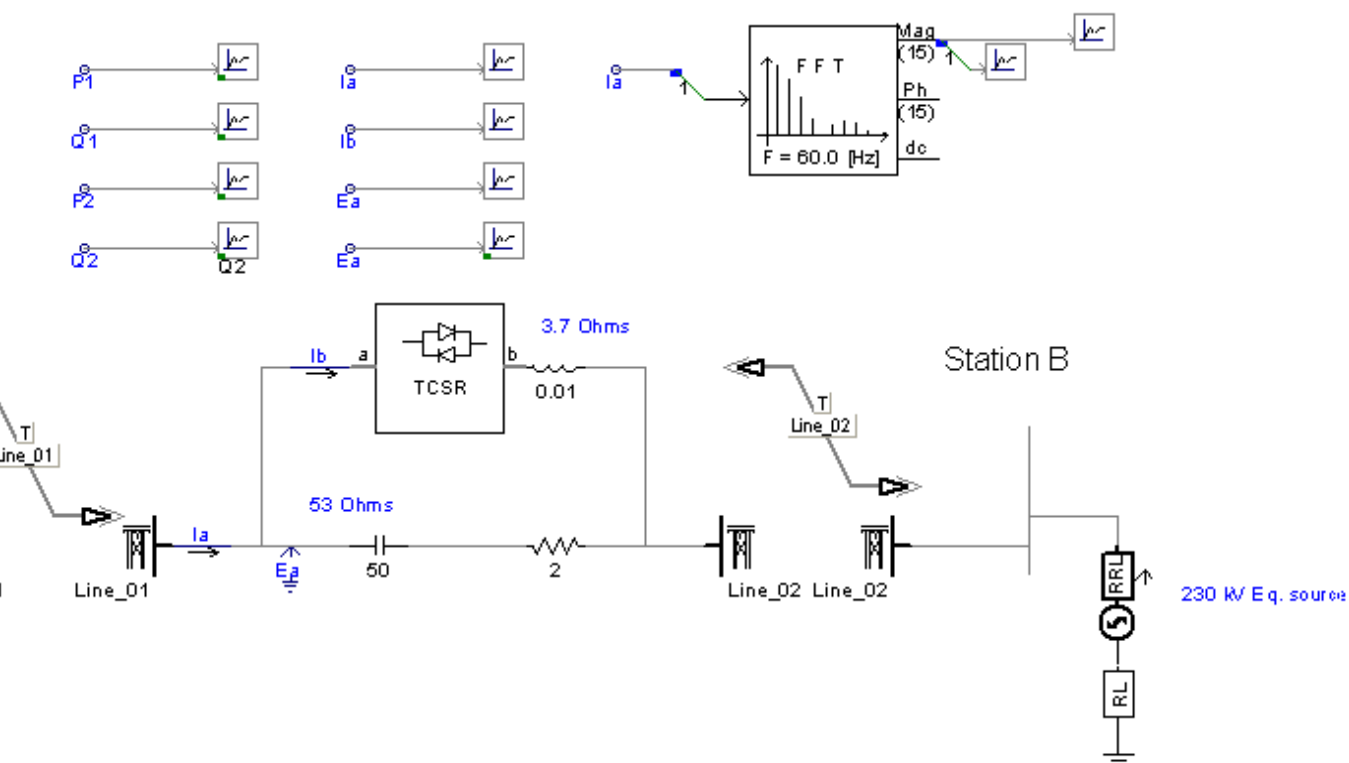 P1
Q1
P2
Q2
Q2
Ia
Ib
Ea
Ea
Ia
F F T
F = 60.0 [Hz]
Mag
(15)
Ph
(15)
dc
T
Line_01
Ia
Line_01
Ib
a
TCSR
b
3.7 Ohms
0.01
53 Ohms
Ea
50
2
T
Line_02
Line_02
Line_02
Station B
RRL
RL
230 kV Eq. source